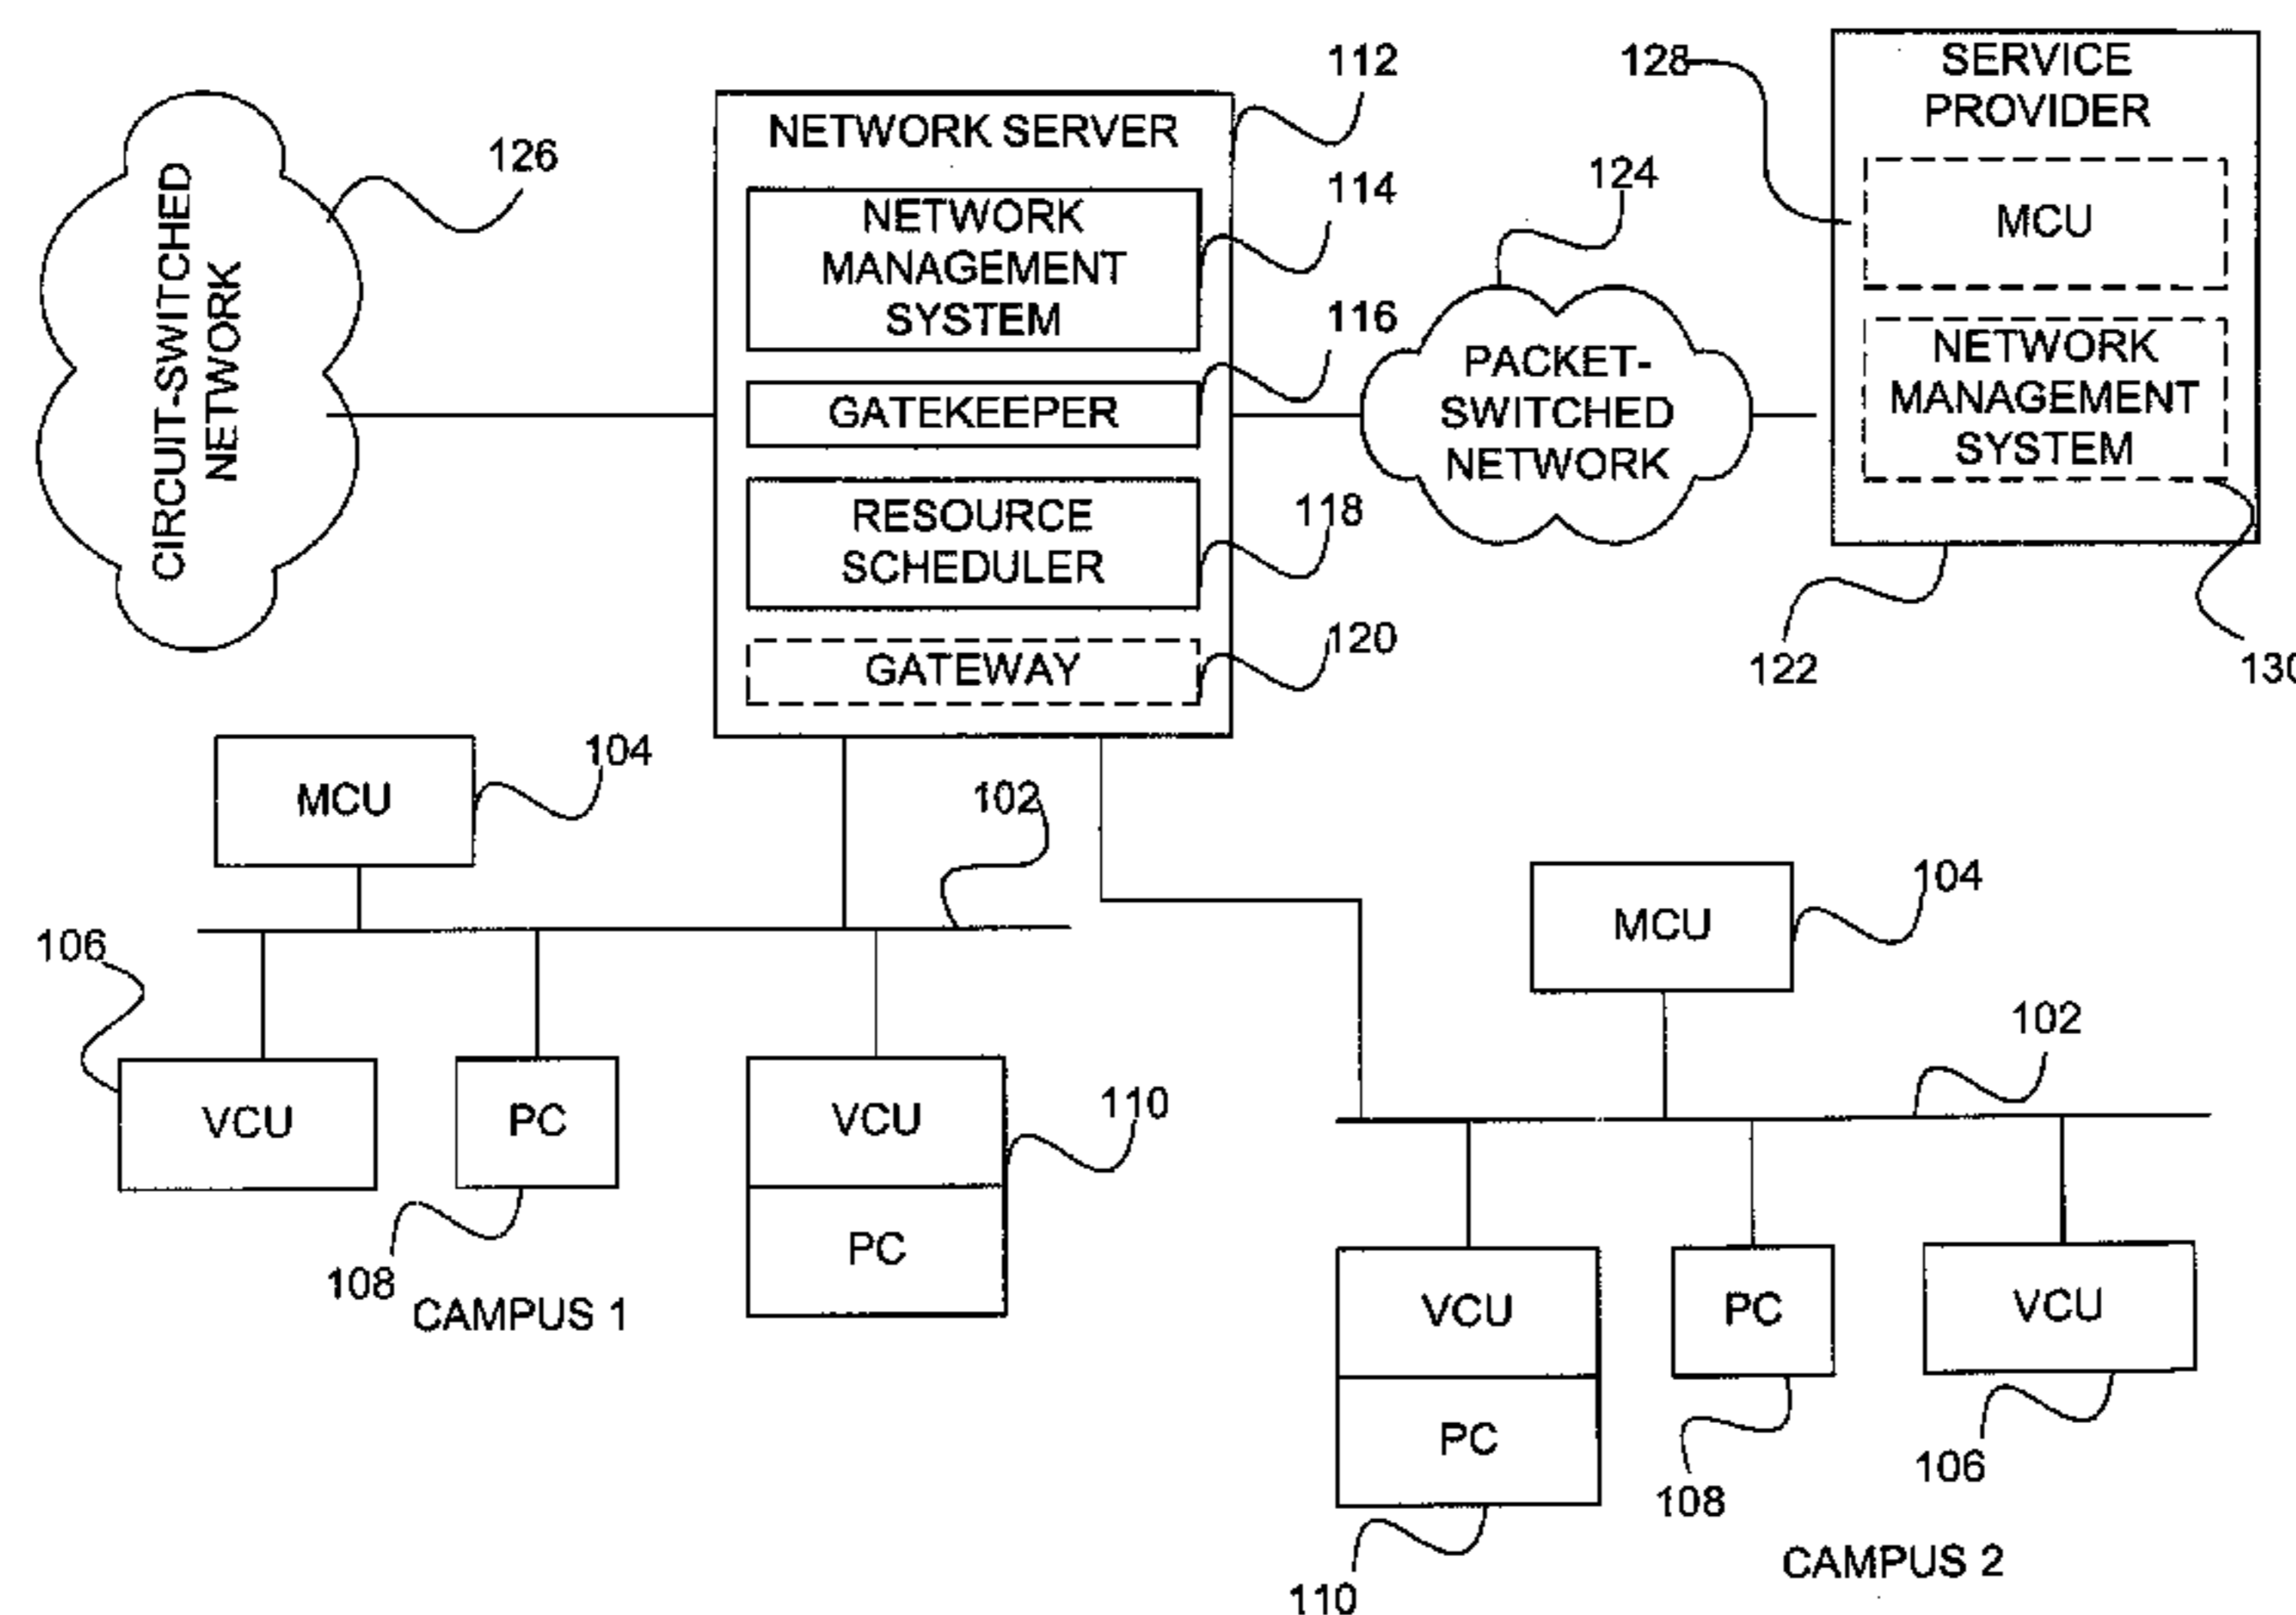 112
128
SERVICE
PROVIDER
126
NETWORK SERVER
CIRCUIT-SWITCHED
NETWORK
NETWORK
MANAGEMENT
SYSTEM
114
124
MCU
116
GATEKEEPER
PACKET-
SWITCHED
NETWORK
NETWORK
MANAGEMENT
SYSTEM
RESOURCE
SCHEDULER
118
GATEWAY
120
122
130
MCU
104
102
106
VCU
PC
VCU
PC
110
108
CAMPUS 1
MCU
104
102
VCU
PC
PC
VCU
108
106
110
CAMPUS 2